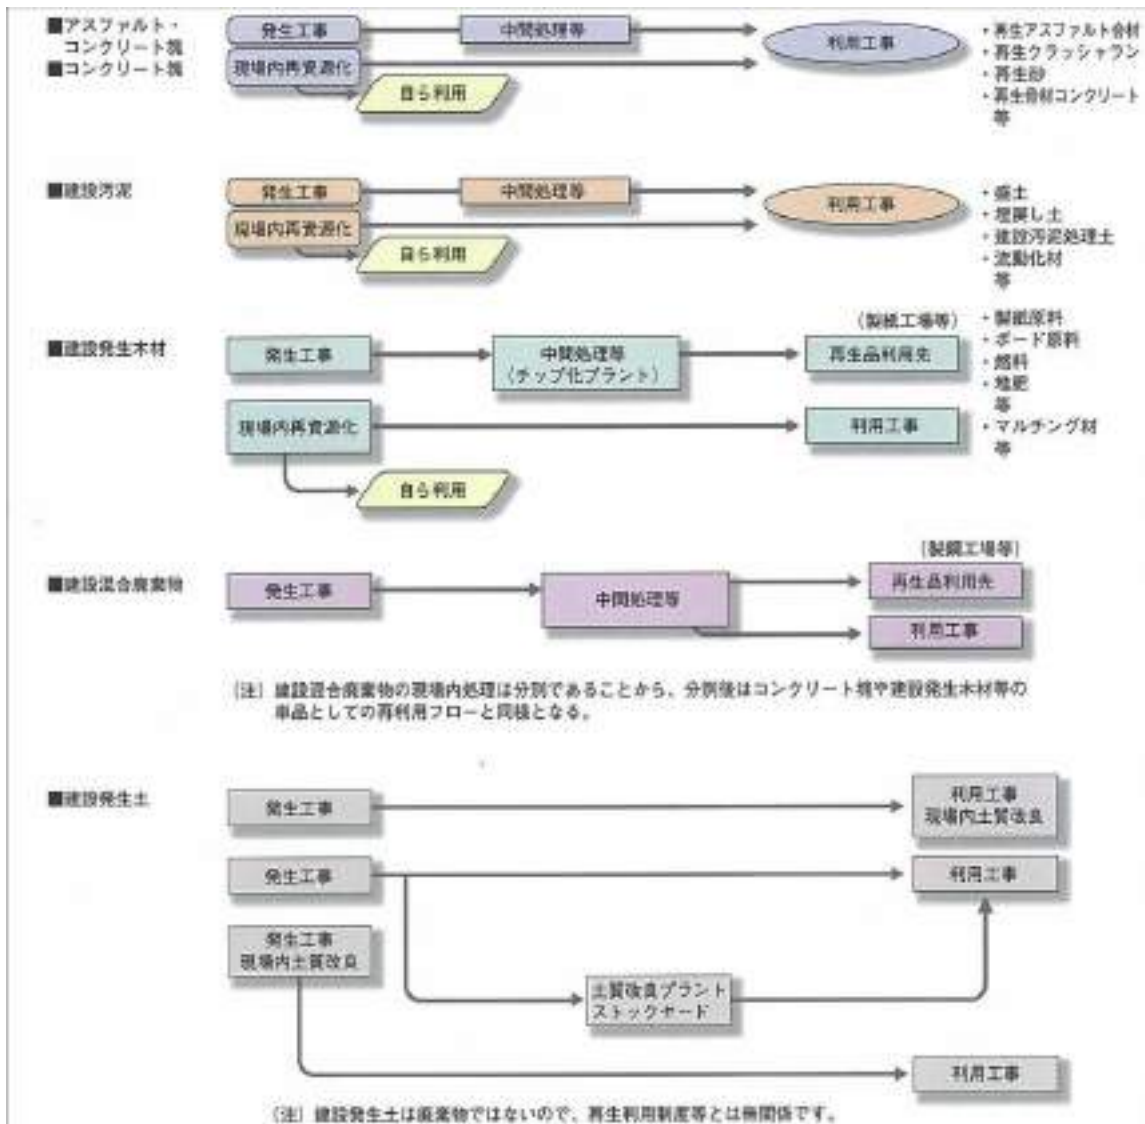 ■アスファルト・
コンクリート塊
■コンクリート塊
発生工事
中間処理等
利用工事
現場内再資源化
自ら利用
・再生アスファルト合材
・再生クラッシャラン
・再生砂
・再生骨材コンクリート
等
■建設汚泥
発生工事
中間処理等
利用工事
現場内再資源化
自ら利用
・盛土
・埋戻し土
・建設汚泥処理土
・流動化材
等
■建設発生木材
発生工事
中間処理等
(チップ化プラント)
(製紙工場等)
再生品利用先
現場内再資源化
利用工事
自ら利用
・製紙原料
・ボード原料
・燃料
・堆肥
等
・マルチング材
等
■建設混合廃棄物
発生工事
中間処理等
(製鋼工場等)
再生品利用先
利用工事
(注) 建設混合廃棄物の現場内処理は分別であることから、分別後はコンクリート塊や建設発生木材等の
単品としての再利用フローと同様となる。
■建設発生土
発生工事
利用工事
現場内土質改良
発生工事
利用工事
発生工事
現場内土質改良
土質改良プラント
ストックヤード
利用工事
(注) 建設発生土は廃棄物ではないので、再生利用制度等とは無関係です。